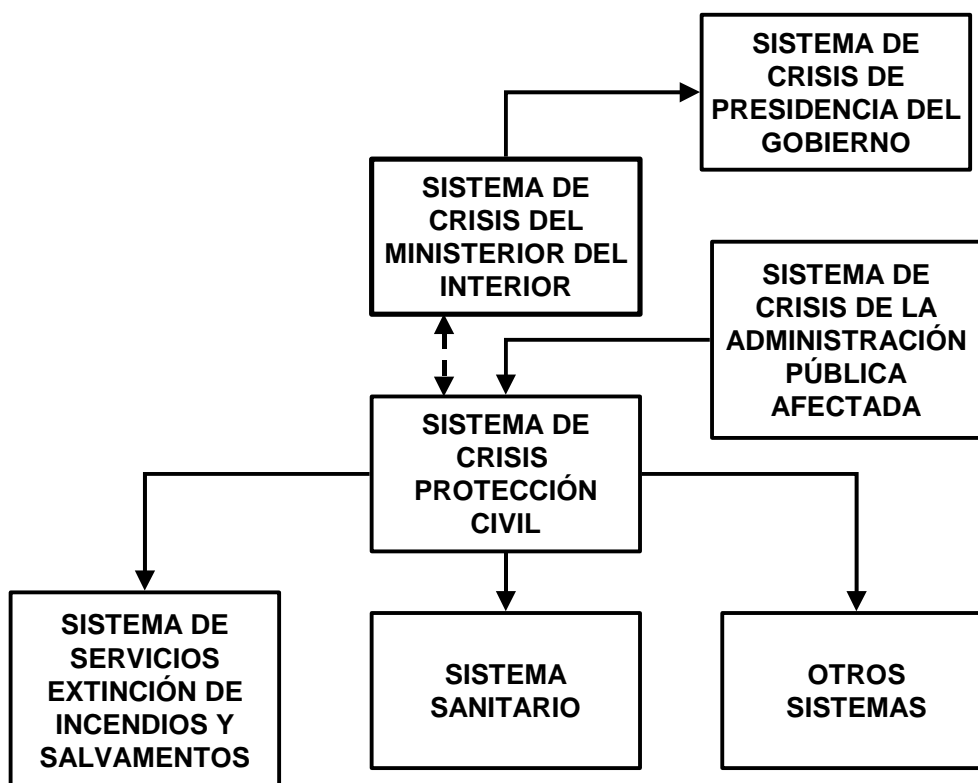 SISTEMA DE
CRISIS DE
PRESIDENCIA DEL
GOBIERNO
SISTEMA DE
CRISIS DEL
MINISTERIOR DEL
INTERIOR
SISTEMA DE
CRISIS DE LA
ADMINISTRACIÓN
PÚBLICA
AFECTADA
SISTEMA DE
CRISIS
PROTECCIÓN
CIVIL
SISTEMA DE
SERVICIOS
EXTINCIÓN DE
INCENDIOS Y
SALVAMENTOS
SISTEMA
SANITARIO
OTROS
SISTEMAS